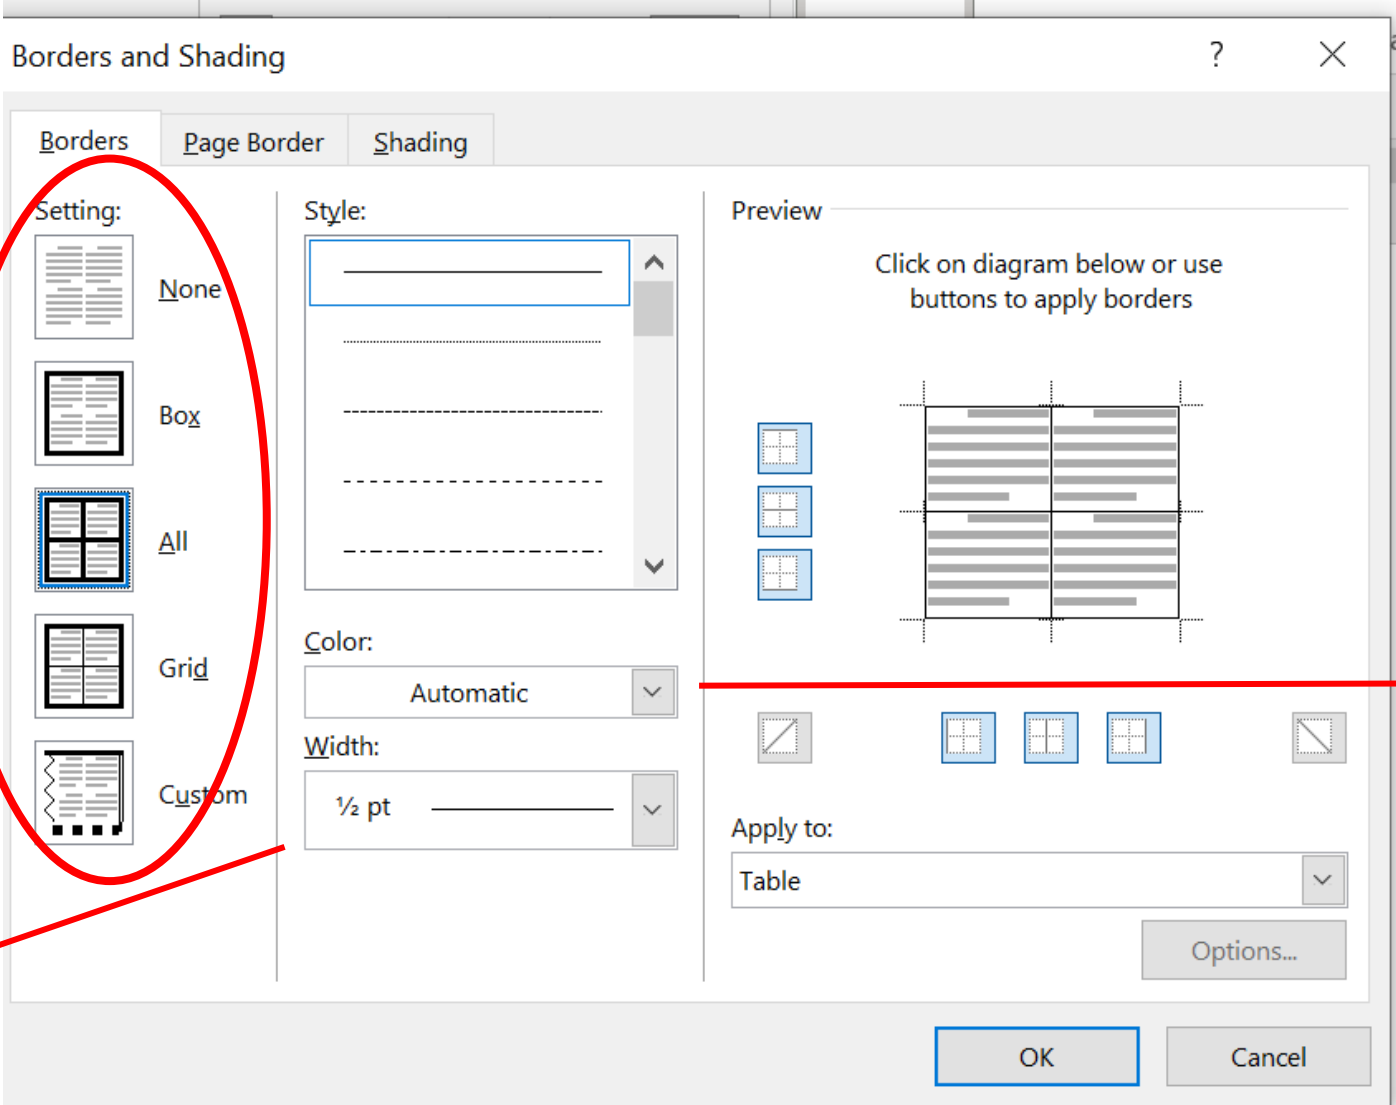 Borders and Shading
?
Borders
Page Border
Shading
Setting:
None
Box
All
Grid
Custom
Style:
Color:
Automatic
Width:
½ pt
Preview
Click on diagram below or use
buttons to apply borders
Apply to:
Table
Options...
OK
Cancel